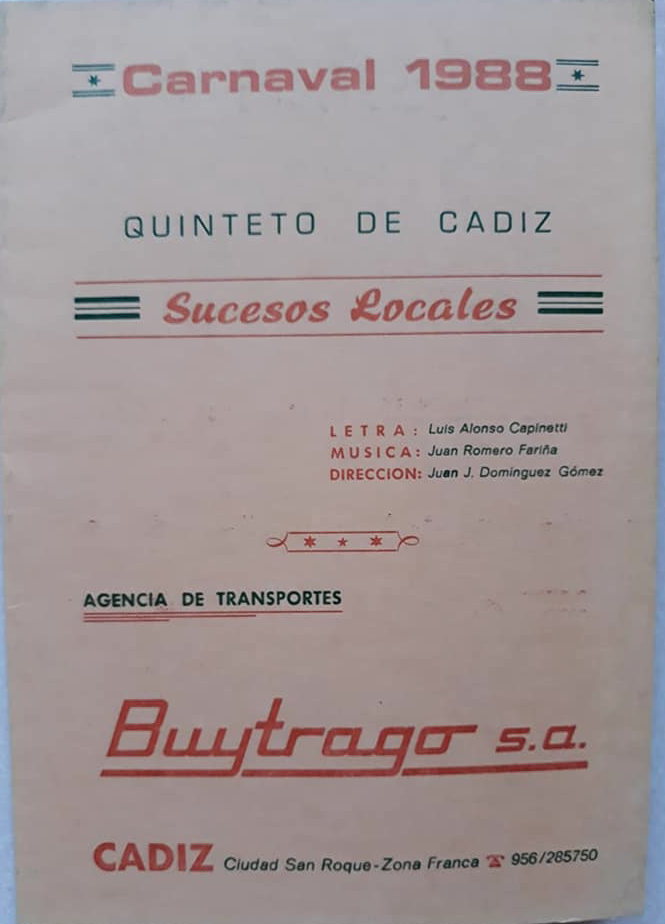 Carnaval 1988
QUINTETO DE CADIZ
Sucesos Locales
LETRA: Luis Alonso Capinetti
MUSICA: Juan Romero Fariña
DIRECCION: Juan J. Domínguez Gómez
AGENCIA DE TRANSPORTES
Buytrago s.a.
CADIZ Ciudad San Roque-Zona Franca ☎ 956/285750